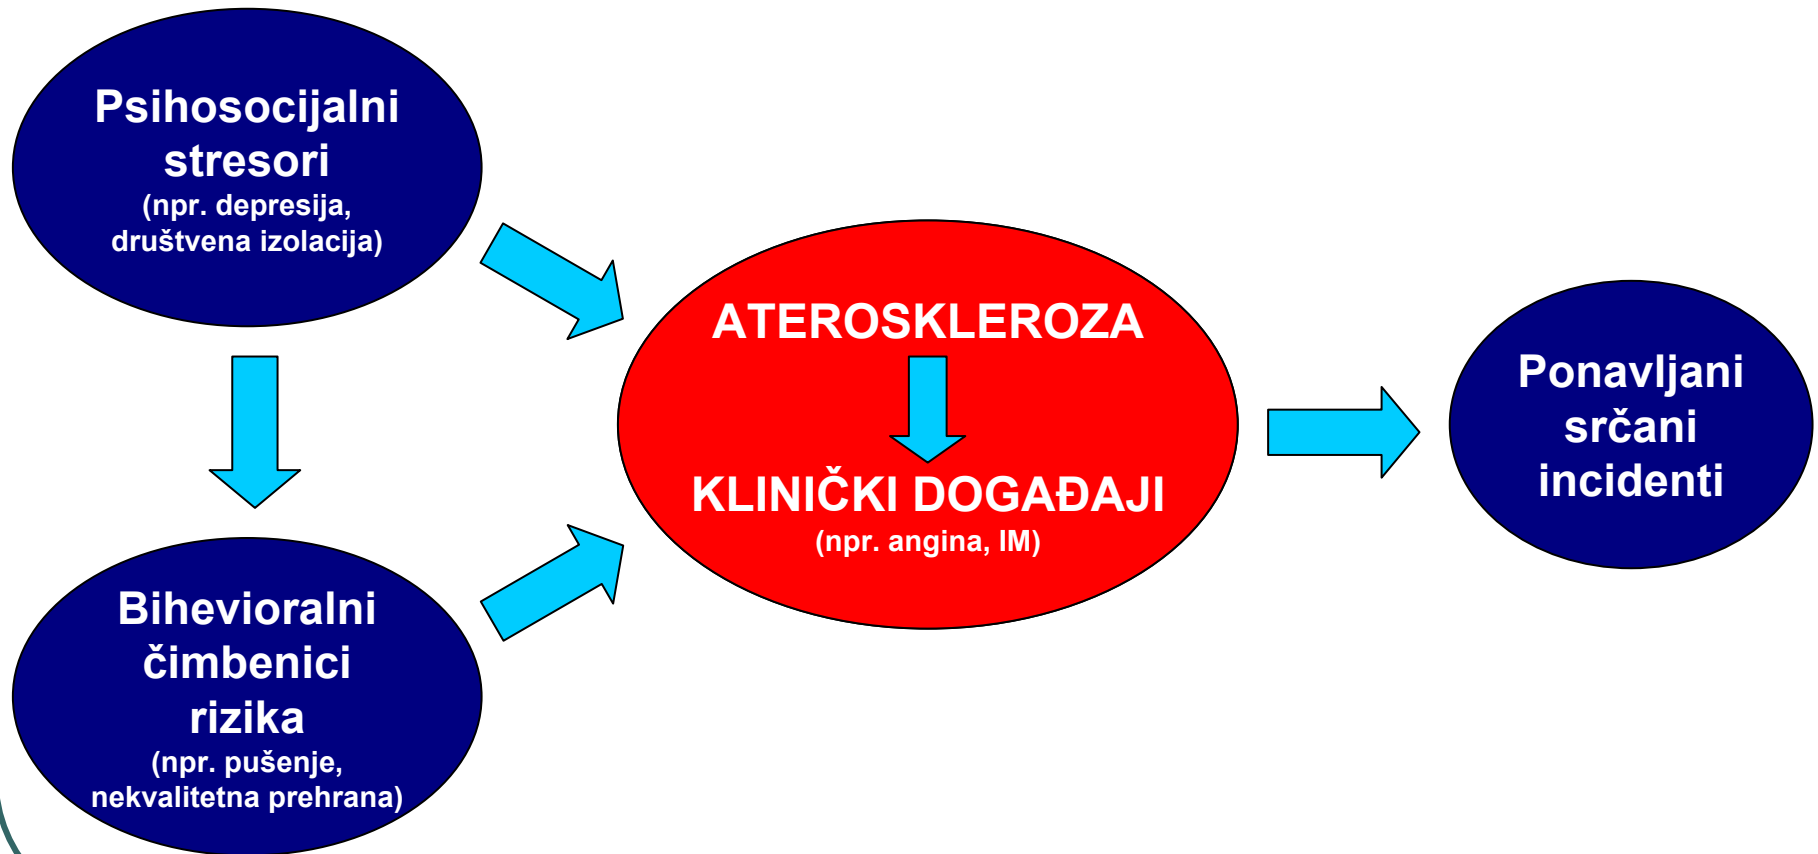 Psihosocijalni
stresori
(npr. depresija,
društvena izolacija)
Bihevioralni
čimbenici
rizika
(npr. pušenje,
nekvalitetna prehrana)
ATEROSKLEROZA
KLINIČKI DOGAĐAJI
(npr. angina, IM)
Ponavljani
srčani
incidenti